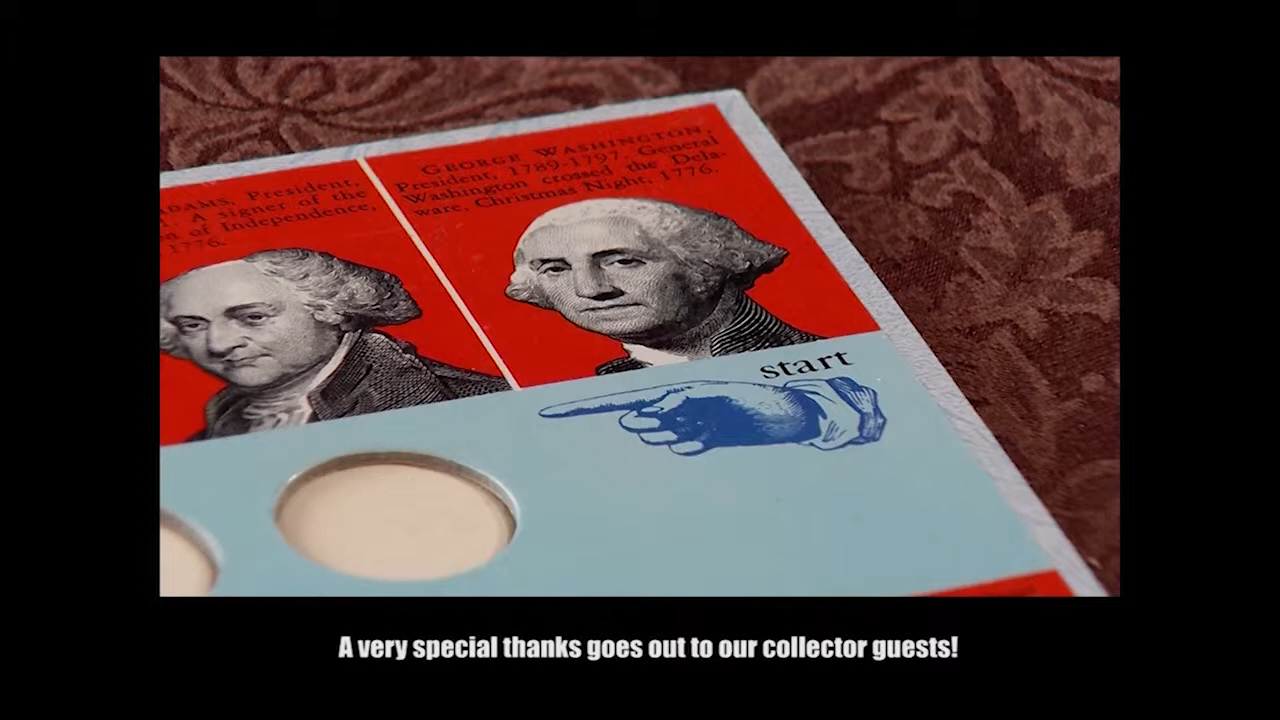 ADAMS, President,
A signer of the
of Independence,
1776.
GEORGE WASHINGTON,
President, 1789-1797. General
Washington crossed the Dela-
ware, Christmas Night, 1776.
start
A very special thanks goes out to our collector guests!